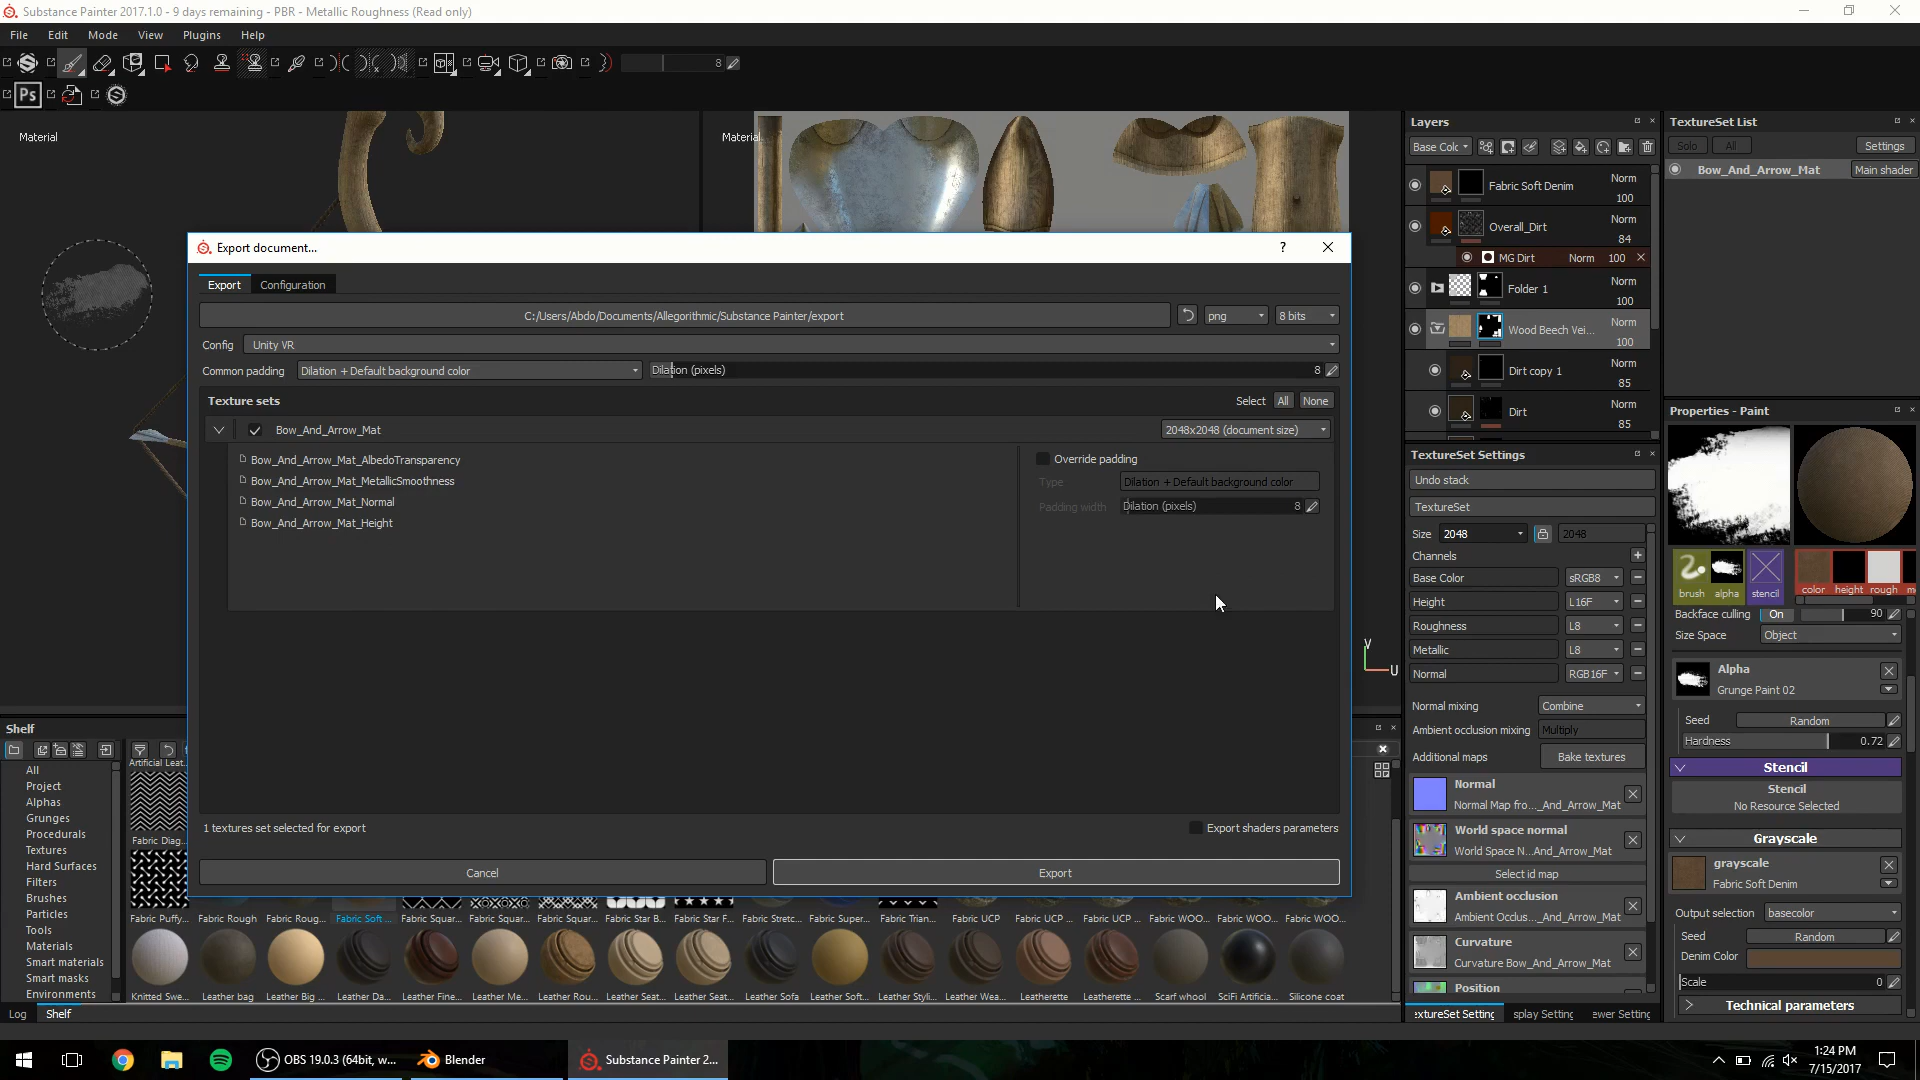 Substance Painter 2017.1.0 - 9 days remaining - PBR - Metallic Roughness (Read only)
File Edit Mode View Plugins Help
8
Ps
Material
Material
Export document...
?
Export Configuration
C:/Users/Abdo/Documents/Allegorithmic/Substance Painter/export png 8 bits
Config Unity VR
Common padding Dilation + Default background color Dilation (pixels) 8
Texture sets Select All None
Bow_And_Arrow_Mat 2048x2048 (document size)
Bow_And_Arrow_Mat_AlbedoTransparency
Bow_And_Arrow_Mat_MetallicSmoothness
Bow_And_Arrow_Mat_Normal
Bow_And_Arrow_Mat_Height
Override padding
Type Dilation + Default background color
Padding width Dilation (pixels) 8
1 textures set selected for export
Export shaders parameters
Cancel Export
V
U
Layers
Base Colc
Fabric Soft Denim Norm
100
Overall_Dirt Norm
84
MG Dirt Norm 100
Folder 1 Norm
100
Wood Beech Vei... Norm
100
Dirt copy 1 Norm
85
Dirt Norm
85
TextureSet Settings
Undo stack
TextureSet
Size 2048 2048
Channels
Base Color sRGB8
Height L16F
Roughness L8
Metallic L8
Normal RGB16F
Normal mixing Combine
Ambient occlusion mixing Multiply
Additional maps Bake textures
Normal
Normal Map fro..._And_Arrow_Mat
World space normal
World Space N...And_Arrow_Mat
Select id map
Ambient occlusion
Ambient Occlus..._And_Arrow_Mat
Curvature
Curvature Bow_And_Arrow_Mat
Position
extureSet Setting splay Setting ewer Setting
TextureSet List
Solo All Settings
Bow_And_Arrow_Mat Main shader
Properties - Paint
brush alpha stencil color height rough m
Backface culling On 90
Size Space Object
Alpha
Grunge Paint 02
Seed Random
Hardness 0.72
Stencil
Stencil
No Resource Selected
Grayscale
grayscale
Fabric Soft Denim
Output selection basecolor
Seed Random
Denim Color
Scale 0
Technical parameters
Shelf
All
Project
Alphas
Grunges
Procedurals
Textures
Hard Surfaces
Filters
Brushes
Particles
Tools
Materials
Smart materials
Smart masks
Environments
Artificial Leat...
Fabric Diag...
Fabric Puffy... Fabric Rough Fabric Roug... Fabric Soft ... Fabric Squar... Fabric Squar... Fabric Squar... Fabric Star B... Fabric Star F... Fabric Stretc... Fabric Super... Fabric Trian... Fabric UCP Fabric UCP ... Fabric UCP ... Fabric WOO... Fabric WOO... Fabric WOO...
Knitted Swe... Leather bag Leather Big ... Leather Da... Leather Fine... Leather Me... Leather Rou... Leather Seat... Leather Seat... Leather Sofa Leather Soft... Leather Styli... Leather Wea... Leatherette Leatherette ... Scarf whool SciFi Artificia... Silicone coat
Log Shelf
OBS 19.0.3 (64bit, w... Blender Substance Painter 2...
1:24 PM
7/15/2017